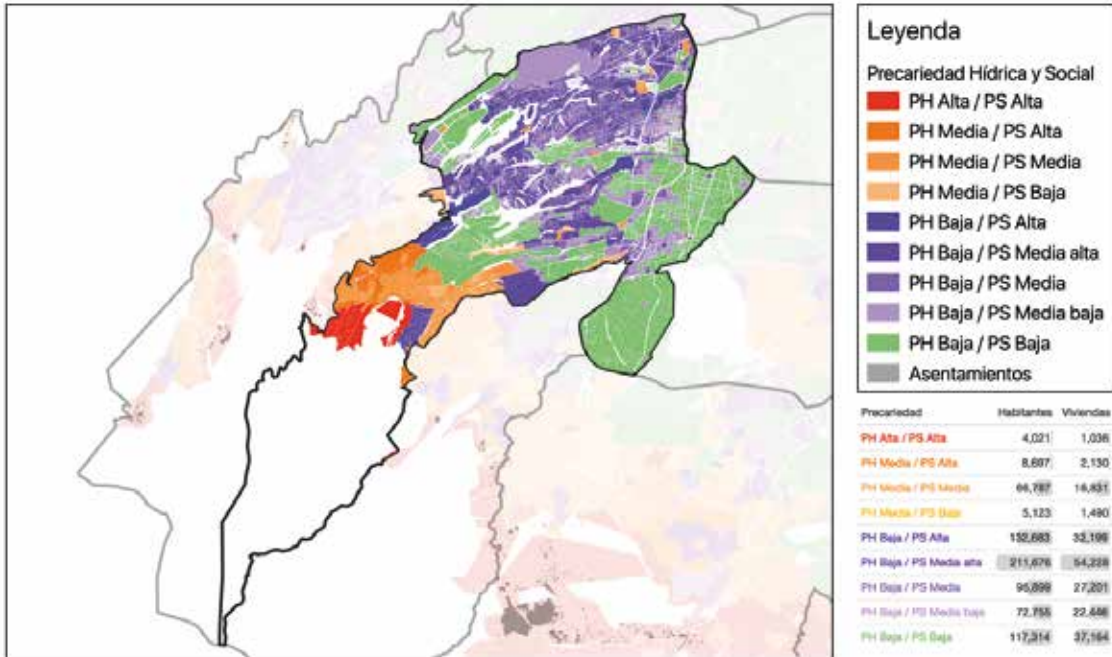 Leyenda
Precariedad Hídrica y Social
PH Alta / PS Alta
PH Media / PS Alta
PH Media / PS Media
PH Media / PS Baja
PH Baja / PS Alta
PH Baja / PS Media alta
PH Baja / PS Media
PH Baja / PS Media baja
PH Baja / PS Baja
Asentamientos
Precariedad Habitantes Viviendas
PH Alta / PS Alta 4,021 1,036
PH Media / PS Alta 8,697 2,130
PH Media / PS Media 66,787 16,831
PH Media / PS Baja 5,123 1,490
PH Baja / PS Alta 132,683 32,199
PH Baja / PS Media alta 211,676 54,228
PH Baja / PS Media 95,899 27,201
PH Baja / PS Media baja 72,755
PH Baja / PS Baja 117,314 37,164